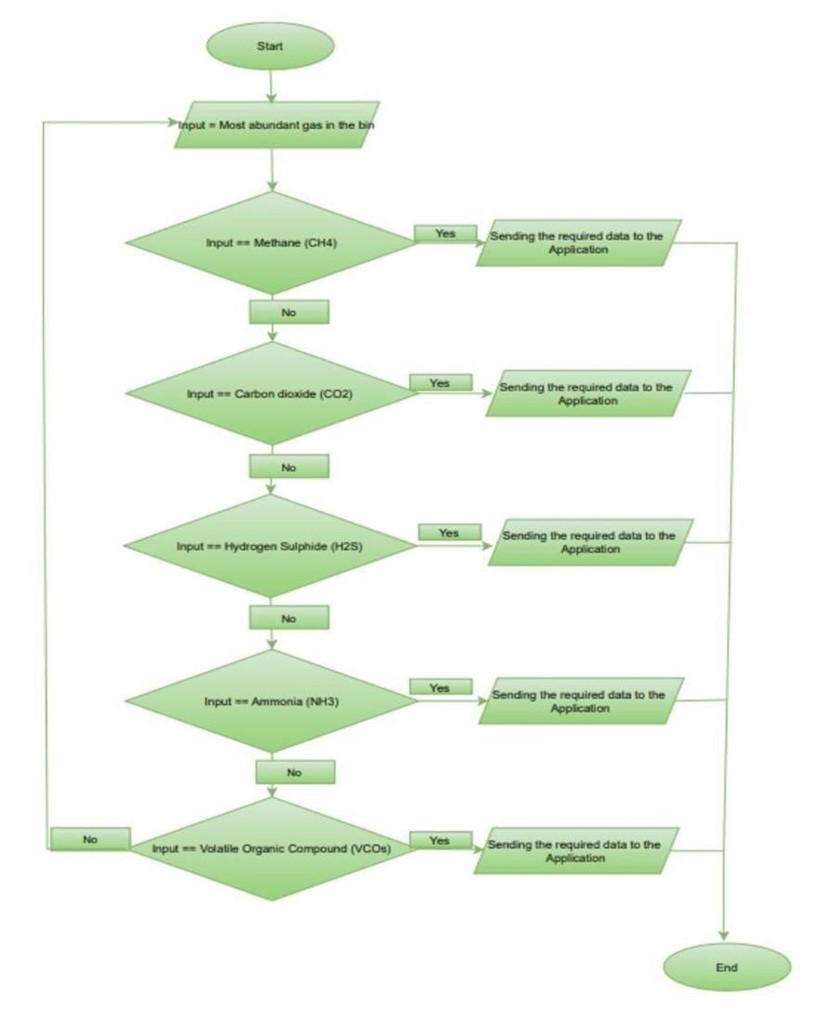 Start
Input = Most abundant gas in the bin
Input == Methane (CH4)
Yes
Sending the required data to the
Application
No
Input == Carbon dioxide (CO2)
Yes
Sending the required data to the
Application
No
Input == Hydrogen Sulphide (H2S)
Yes
Sending the required data to the
Application
No
Input == Ammonia (NH3)
Yes
Sending the required data to the
Application
No
No
Input == Volatile Organic Compound (VCOs)
Yes
Sending the required data to the
Application
End